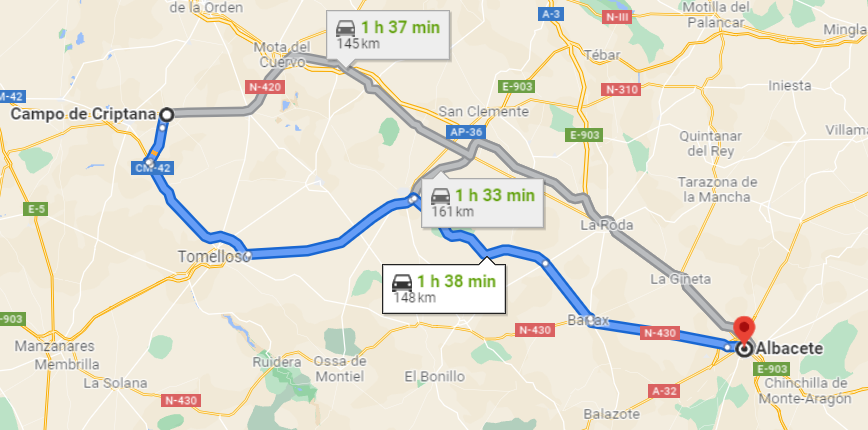 de la Orden
A-3
N-III
Motilla del
Palancar
1 h 37 min
145 km
Mota del
Cuervo
Tébar
Mingla
M-42
N-420
E-903
N-310
Iniesta
Campo de Criptana
San Clemente
AP-36
E-903
Quintanar
del Rey
Villama
CM-42
E-5
1 h 33 min
161 km
Tarazona de
la Mancha
La Roda
Tomelloso
1 h 38 min
148 km
La Gineta
-903
N-430
N-430
Albacete
Manzanares
Membrilla
La Solana
Ruidera
Ossa de
Montiel
El Bonillo
E-903
A-32
Chinchilla de
Monte-Aragón
N-430
Balazote